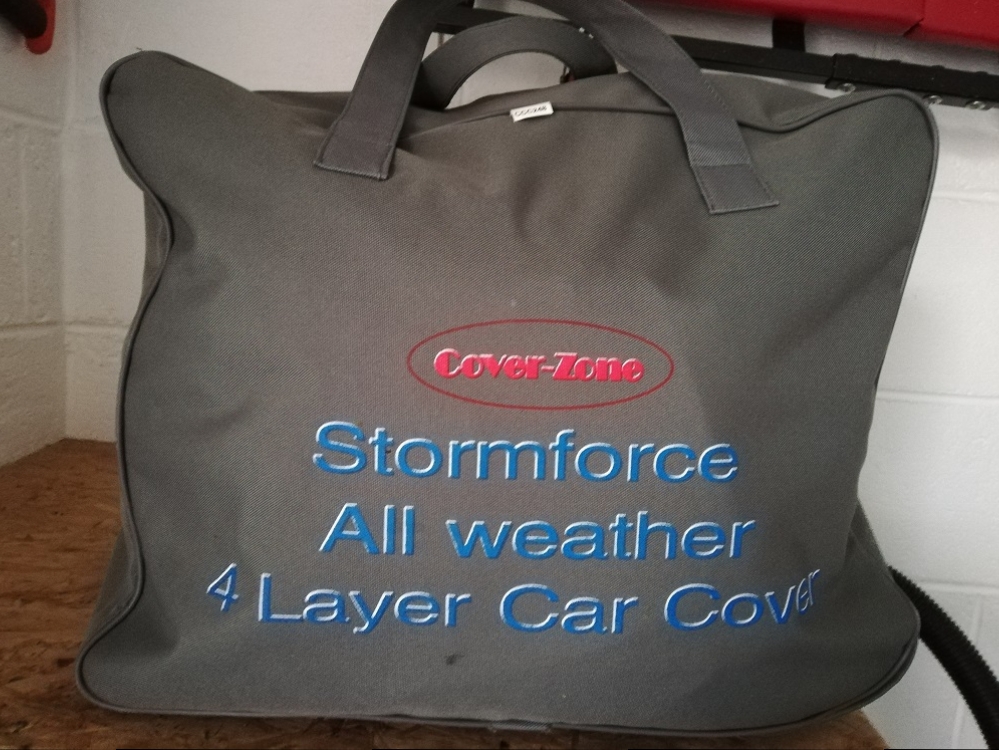 Cover-Zone
Stormforce
All weather
4 Layer Car Cover